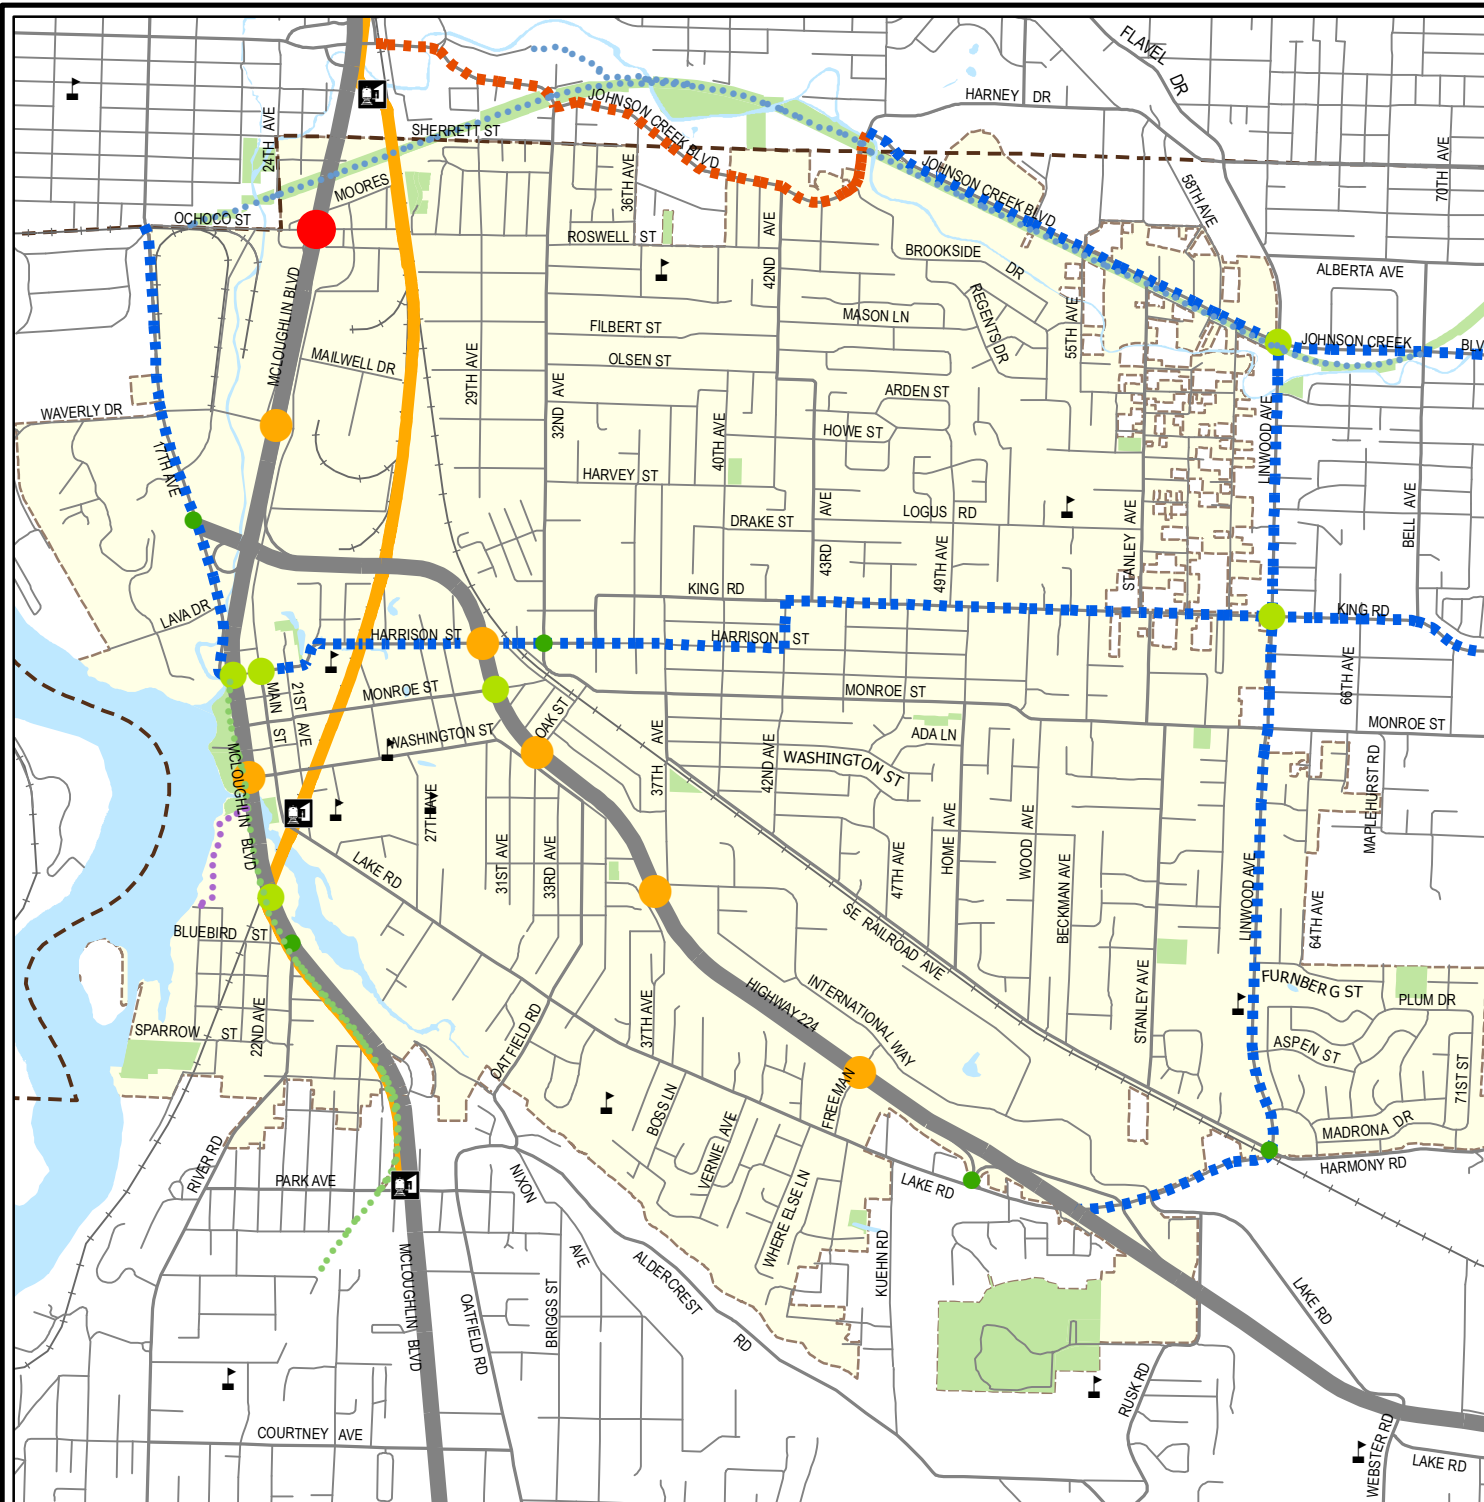 FLAVEL DR
HARNEY DR
24TH AVE
SHERRETT ST
JOHNSON CREEK BLVD
36TH AVE
70TH AVE
MOORES
JOHNSON CREEK BLVD
58TH AVE
OCHOCO ST
42ND AVE
ROSWELL ST
BROOKSIDE DR
ALBERTA AVE
MCLOUGHLIN BLVD
REGENTS DR
55TH AVE
MASON LN
FILBERT ST
JOHNSON CREEK BLV
MAILWELL DR
29TH AVE
OLSEN ST
32ND AVE
ARDEN ST
WAVERLY DR
LINWOOD AVE
40TH AVE
HOWE ST
17TH AVE
HARVEY ST
BELL AVE
LOGUS RD
DRAKE ST
43RD AVE
STANLEY AVE
49TH AVE
KING RD
LAVA DR
KING RD
HARRISON ST
HARRISON ST
66TH AVE
MAIN ST
21ST AVE
MONROE ST
MONROE ST
OAK ST
MONROE ST
WASHINGTON ST
ADA LN
37TH AVE
42ND AVE
WASHINGTON ST
MCLOUGHLIN BLVD
27TH AVE
MAPLEHURST RD
HOME AVE
WOOD AVE
LAKE RD
31ST AVE
33RD AVE
47TH AVE
BECKMAN AVE
LINWOOD AVE
64TH AVE
SE RAILROAD AVE
BLUEBIRD ST
INTERNATIONAL WAY
HIGHWAY 224
FURNBERG ST
PLUM DR
SPARROW ST
22ND AVE
37TH AVE
OATFIELD RD
STANLEY AVE
ASPEN ST
71ST ST
BOSS LN
VERNIE AVE
FREEMAN
MADRONA DR
RIVER RD
HARMONY RD
PARK AVE
NIXON AVE
LAKE RD
WHERE ELSE LN
KUEHN RD
MCLOUGHLIN BLVD
OATFIELD RD
BRIGGS ST
ALDERCREST RD
LAKE RD
RUSK RD
COURTNEY AVE
WEBSTER RD
LAKE RD